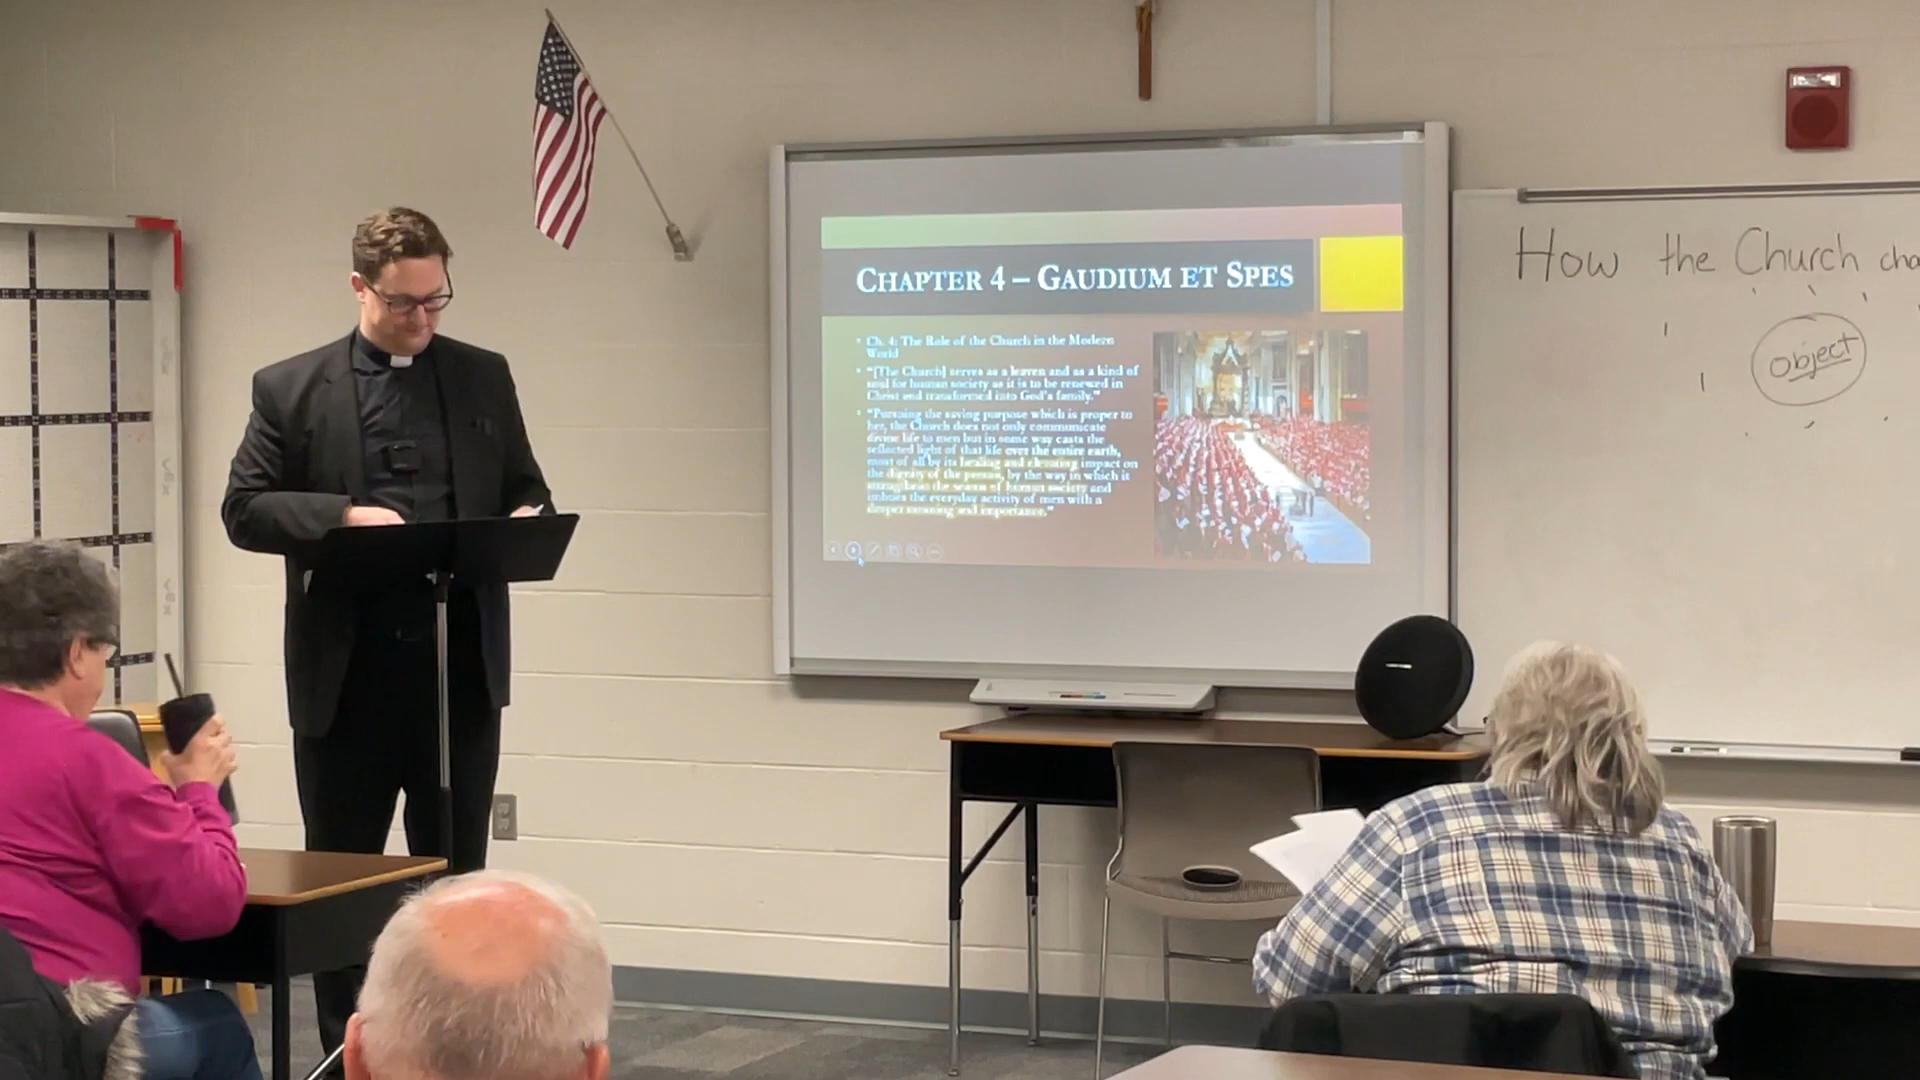 CHAPTER 4 – GAUDIUM ET SPES
Ch. 4: The Role of the Church in the Modern
World
"[The Church] serves as a leaven and as a kind of
soul for human society as it is to be renewed in
Christ and transformed into God's family."
"Pursuing the saving purpose which is proper to
her, the Church does not only communicate
divine life to men but in some way casts the
reflected light of that life over the entire earth,
most of all by its healing and elevating impact on
the dignity of the person, by the way in which it
strengthens the seams of human society and
imbues the everyday activity of men with a
deeper meaning and importance."
How the Church cha
object